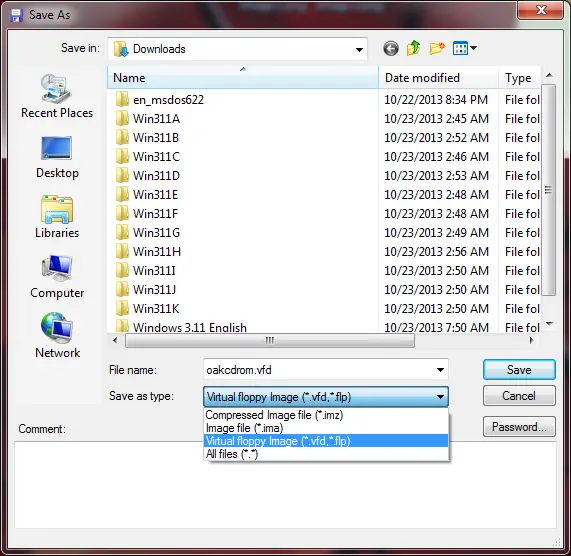 Save As
Save in: Downloads
Name Date modified Type
en_msdos622 10/22/2013 8:34 PM File fol
Win311A 10/23/2013 2:45 AM File fol
Win311B 10/23/2013 2:52 AM File fol
Win311C 10/23/2013 2:46 AM File fol
Win311D 10/23/2013 2:53 AM File fol
Win311E 10/23/2013 2:48 AM File fol
Win311F 10/23/2013 2:48 AM File fol
Win311G 10/23/2013 2:49 AM File fol
Win311H 10/23/2013 2:56 AM File fol
Win311I 10/23/2013 2:50 AM File fol
Win311J 10/23/2013 2:50 AM File fol
Win311K 10/23/2013 2:50 AM File fol
Windows 3.11 English 10/23/2013 7:50 AM File fol
Recent Places
Desktop
Libraries
Computer
Network
File name: oakcdrom.vfd Save
Save as type: Virtual floppy Image (*.vfd,*.flp) Cancel
Compressed Image file (*.imz)
Image file (*.ima)
Virtual floppy Image (*.vfd,*.flp)
All files (*.*)
Comment: Password...